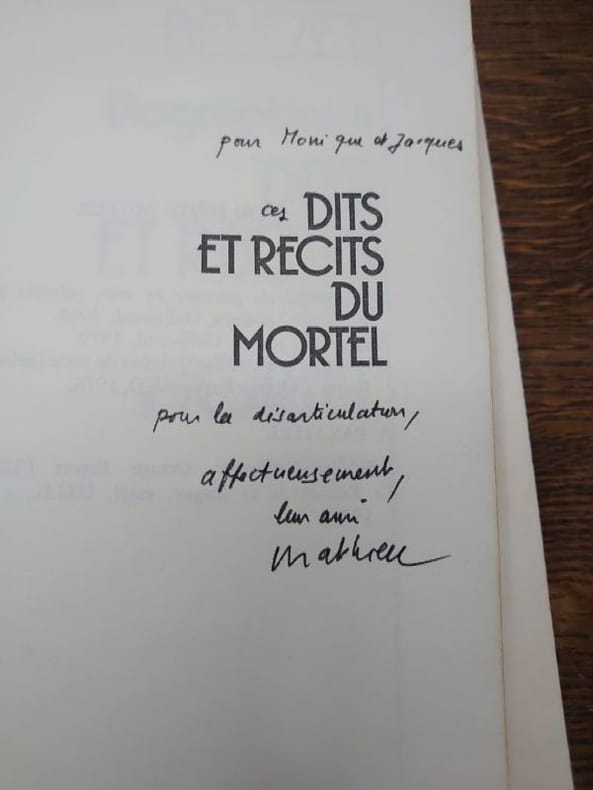 pour Monique et Jacques
ces DITS
ET RECITS
DU
MORTEL
pour la désarticulation,
affectueusement,
leur ami
Mathieu